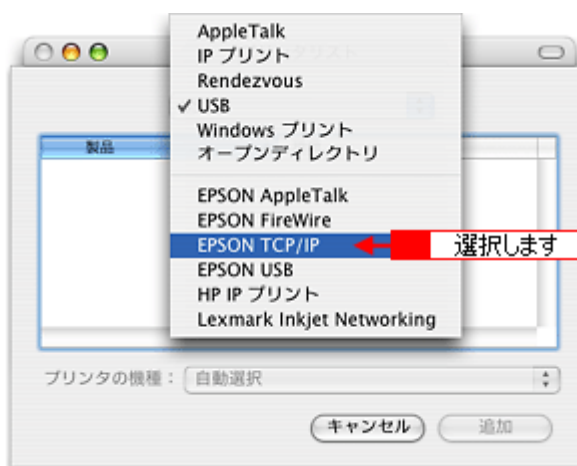 AppleTalk
IP プリント
Rendezvous
✓ USB
Windows プリント
オープンディレクトリ
EPSON AppleTalk
EPSON FireWire
EPSON TCP/IP
選択します
EPSON USB
HP IP プリント
Lexmark Inkjet Networking
製品
プリンタの機種：
自動選択
キャンセル
追加